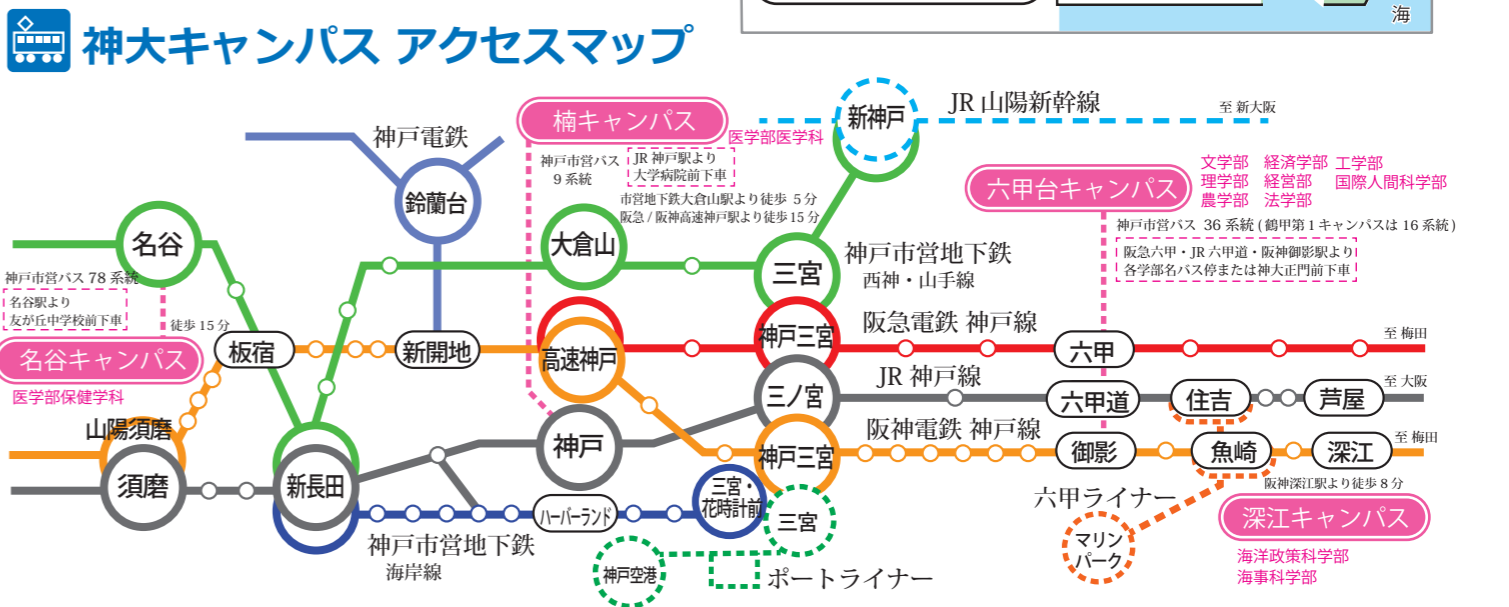 海
神大キャンパス アクセスマップ
新神戸
JR 山陽新幹線
至 新大阪
神戸電鉄
楠キャンパス
医学部医学科
神戸市営バス
9 系統
JR 神戸駅より
大学病院前下車
市営地下鉄大倉山駅より徒歩 5 分
阪急 / 阪神高速神戸駅より徒歩 15 分
六甲台キャンパス
文学部 経済学部 工学部
理学部 経営部 国際人間科学部
農学部 法学部
神戸市営バス 36 系統 ( 鶴甲第 1 キャンパスは 16 系統 )
阪急六甲・JR 六甲道・阪神御影駅より
各学部名バス停または神大正門前下車
鈴蘭台
名谷
大倉山
三宮
神戸市営地下鉄
西神・山手線
神戸市営バス 78 系統
名谷駅より
友が丘中学校前下車
徒歩 15 分
名谷キャンパス
医学部保健学科
板宿
新開地
高速神戸
神戸三宮
阪急電鉄 神戸線
六甲
至 梅田
JR 神戸線
三ノ宮
六甲道
住吉
芦屋
至 大阪
山陽須磨
須磨
新長田
神戸
神戸三宮
阪神電鉄 神戸線
御影
魚崎
深江
至 梅田
阪神深江駅より徒歩 8 分
三宮・
花時計前
ハーバーランド
三宮
六甲ライナー
深江キャンパス
神戸市営地下鉄
海岸線
マリン
パーク
海洋政策科学部
海事科学部
神戸空港
ポートライナー